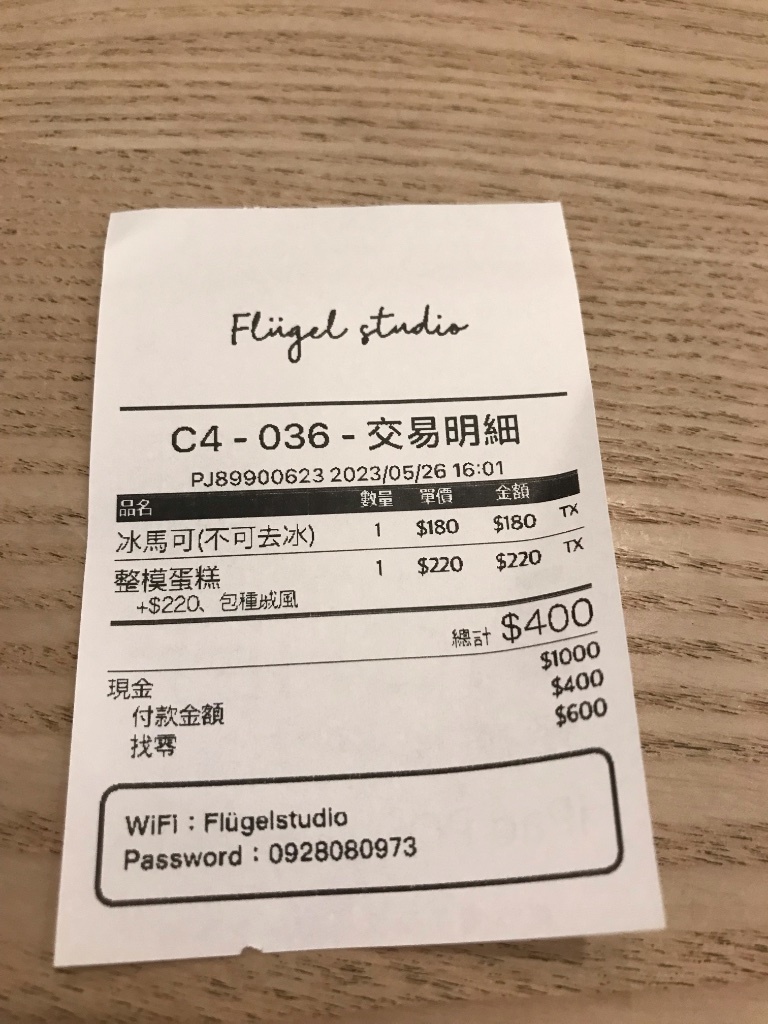 Flügel studio
C4 - 036 - 交易明細
PJ89900623 2023/05/26 16:01
品名 數量 單價 金額
冰馬可(不可去冰) 1 $180 $180 TX
整模蛋糕 1 $220 $220 TX
+$220、包種戚風
總計 $400
現金 $1000
付款金額 $400
找零 $600
WiFi：Flügelstudio
Password：0928080973